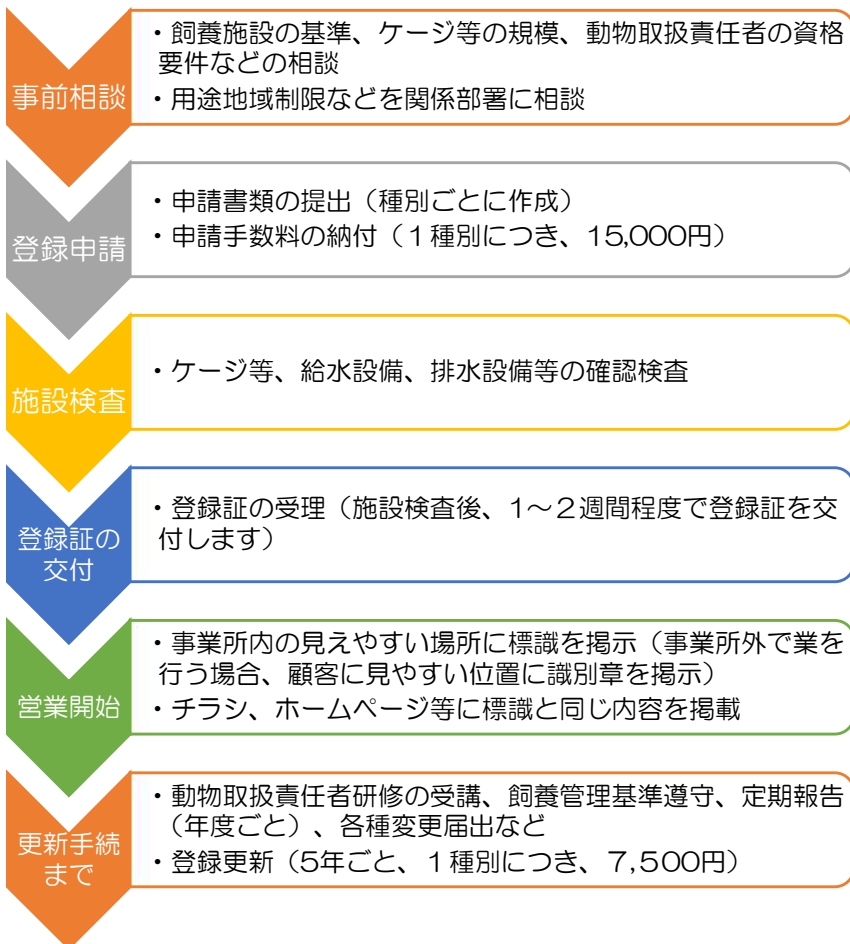 事前相談
・飼養施設の基準、ケージ等の規模、動物取扱責任者の資格
要件などの相談
・用途地域制限などを関係部署に相談
登録申請
・申請書類の提出（種別ごとに作成）
・申請手数料の納付（１種別につき、15,000円）
施設検査
・ケージ等、給水設備、排水設備等の確認検査
登録証の
交付
・登録証の受理（施設検査後、1～２週間程度で登録証を交
付します）
営業開始
・事業所内の見えやすい場所に標識を掲示（事業所外で業を
行う場合、顧客に見やすい位置に識別章を掲示）
・チラシ、ホームページ等に標識と同じ内容を掲載
更新手続
まで
・動物取扱責任者研修の受講、飼養管理基準遵守、定期報告
（年度ごと）、各種変更届出など
・登録更新（5年ごと、１種別につき、７,５００円）